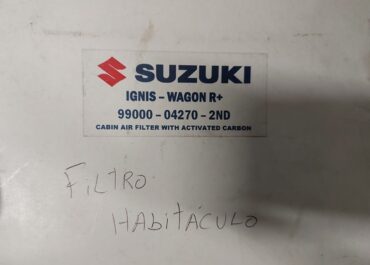 SUZUKI
IGNIS - WAGON R+
99000 - 04270 - 2ND
CABIN AIR FILTER WITH ACTIVATED CARBON
FILTRO
HABITÁCULO